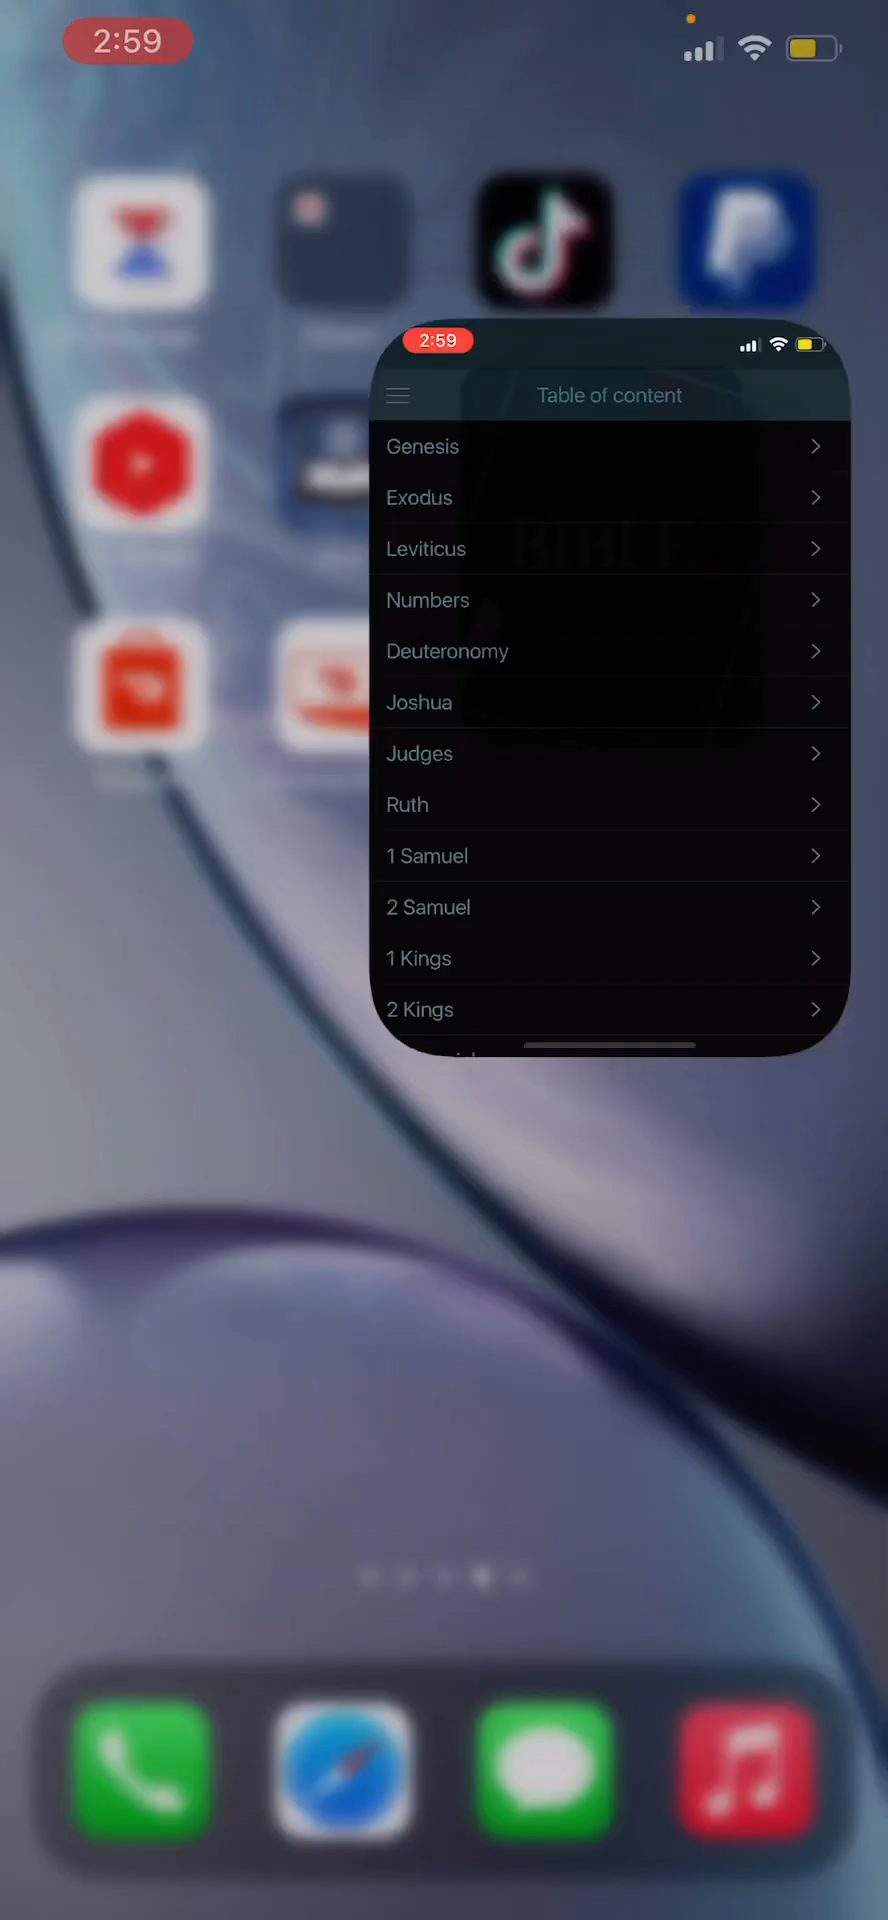 2:59
2:59
Table of content
Genesis
Exodus
Leviticus
BIBLE
Numbers
Deuteronomy
Joshua
Judges
Ruth
1 Samuel
2 Samuel
1 Kings
2 Kings